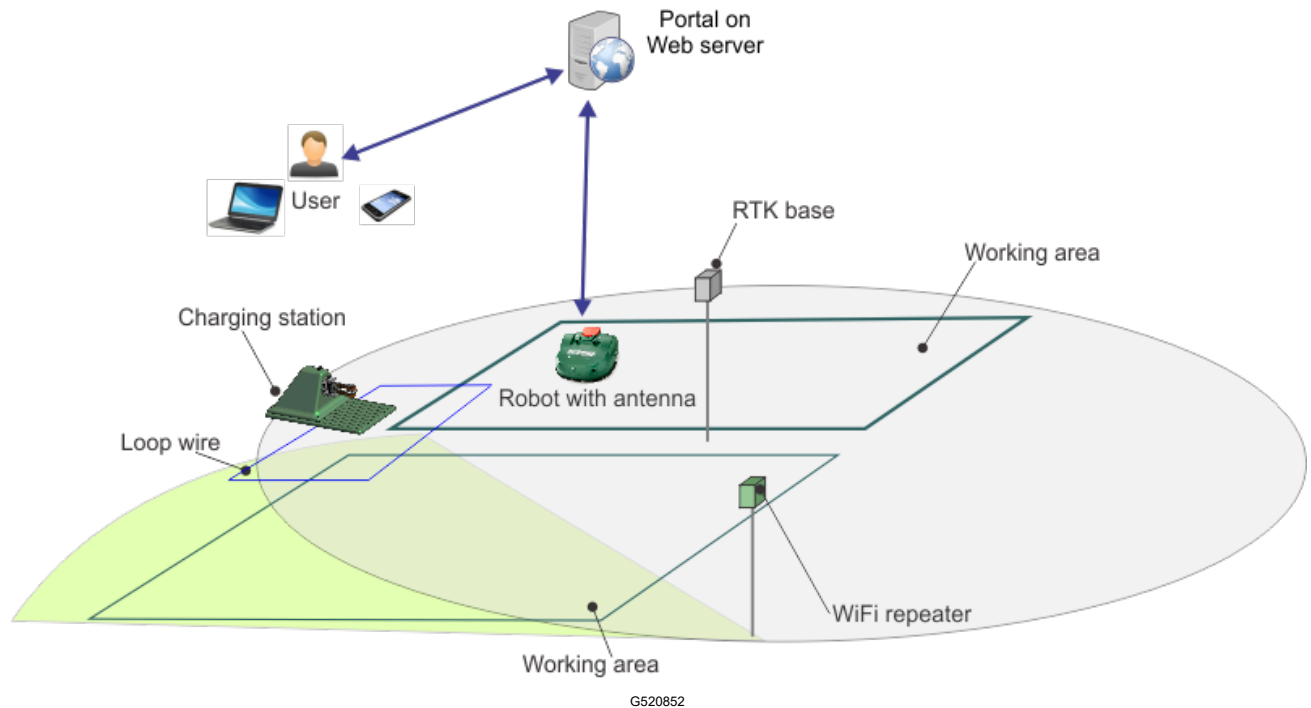 Portal on
Web server
User
RTK base
Working area
Charging station
Robot with antenna
Loop wire
WiFi repeater
Working area
G520852